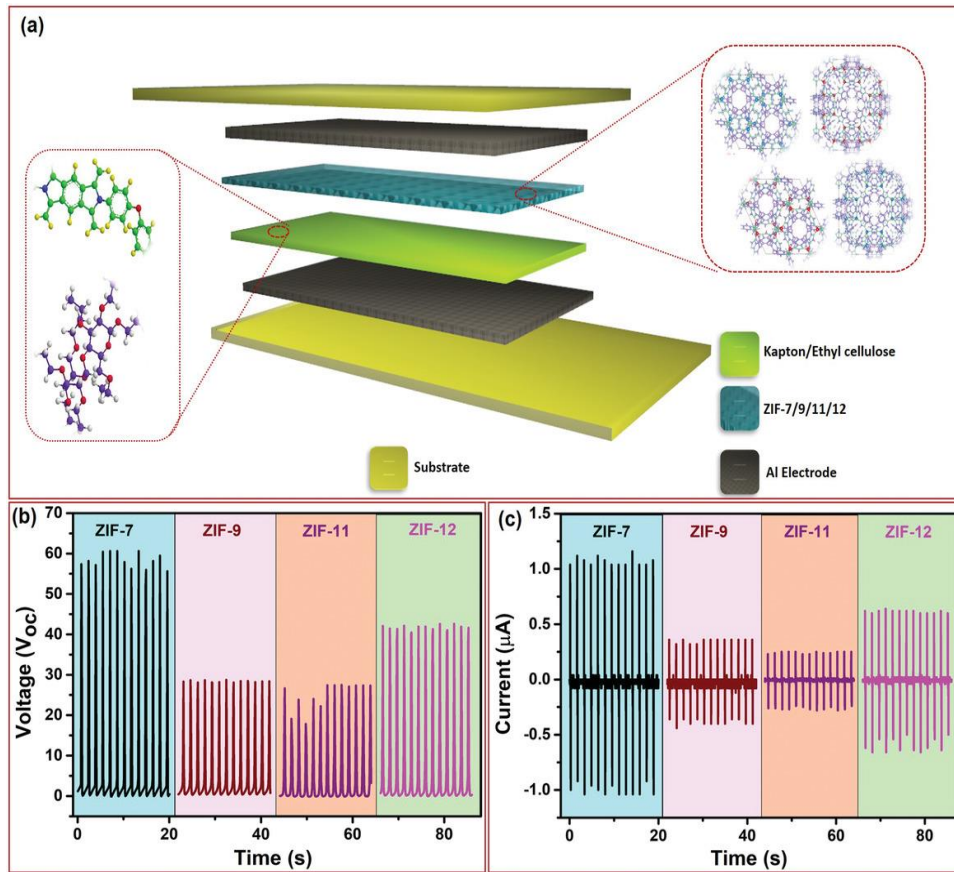 (a)
Kapton/Ethyl cellulose
ZIF-7/9/11/12
Substrate
Al Electrode
(b)
70
60
50
40
30
20
10
0
Voltage (VOC)
ZIF-7
ZIF-9
ZIF-11
ZIF-12
0
20
40
60
80
Time (s)
(c)
1.5
1.0
0.5
0.0
-0.5
-1.0
Current (μA)
ZIF-7
ZIF-9
ZIF-11
ZIF-12
0
20
40
60
80
Time (s)